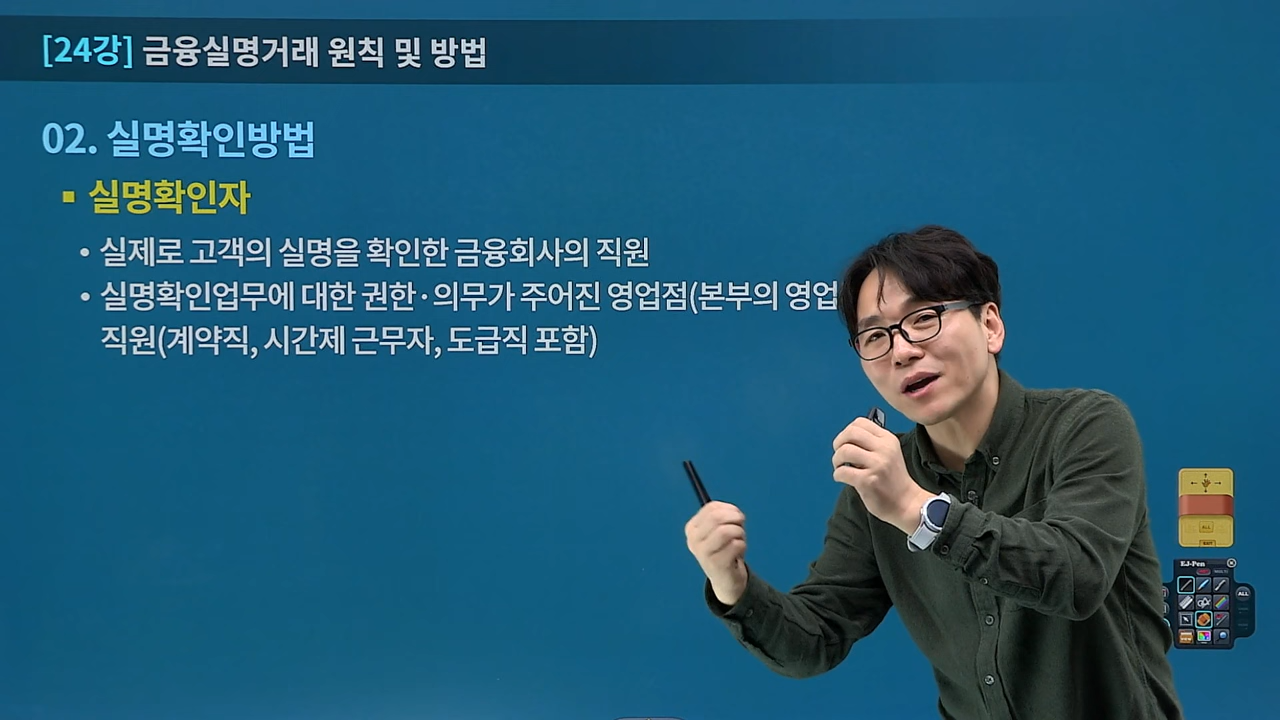 [24강] 금융실명거래 원칙 및 방법
02. 실명확인방법
▪ 실명확인자
• 실제로 고객의 실명을 확인한 금융회사의 직원
• 실명확인업무에 대한 권한·의무가 주어진 영업점(본부의 영업
직원(계약직, 시간제 근무자, 도급직 포함)
ALL
EJ-Pen
ALL